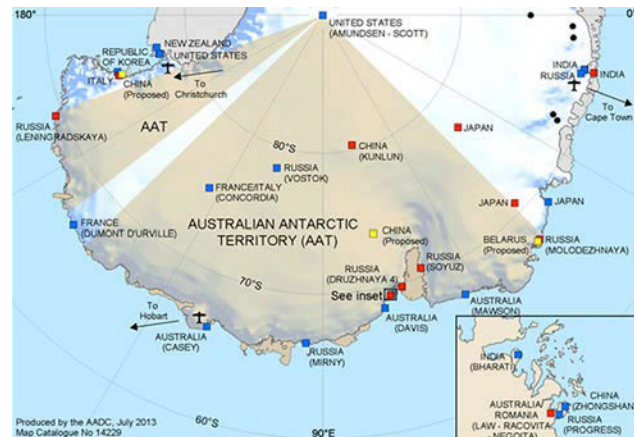 160°E
180°
UNITED STATES
(AMUNDSEN - SCOTT)
0°
NEW ZEALAND
REPUBLIC
OF KOREA
UNITED STATES
ITALY
CHINA
(Proposed)
To
Christchurch
INDIA
RUSSIA
INDIA
To
Cape Town
RUSSIA
(LENINGRADSKAYA)
AAT
80°S
JAPAN
CHINA
(KUNLUN)
RUSSIA
(VOSTOK)
FRANCE/ITALY
(CONCORDIA)
JAPAN
JAPAN
FRANCE
(DUMONT D'URVILLE)
AUSTRALIAN ANTARCTIC
TERRITORY (AAT)
CHINA
(Proposed)
BELARUS
(Proposed)
RUSSIA
(MOLODEZHNAYA)
RUSSIA
(SOYUZ)
RUSSIA
(DRUZHNAYA 4)
70°S
See inset
To
Hobart
AUSTRALIA
(MAWSON)
AUSTRALIA
(DAVIS)
AUSTRALIA
(CASEY)
RUSSIA
(MIRNY)
INDIA
(BHARATI)
CHINA
(ZHONGSHAN)
AUSTRALIA/
ROMANIA
(LAW - RACOVITA
NEGOITA)
RUSSIA
(PROGRESS)
60°S
90°E
Produced by the AADC, July 2013
Map Catalogue No 14229